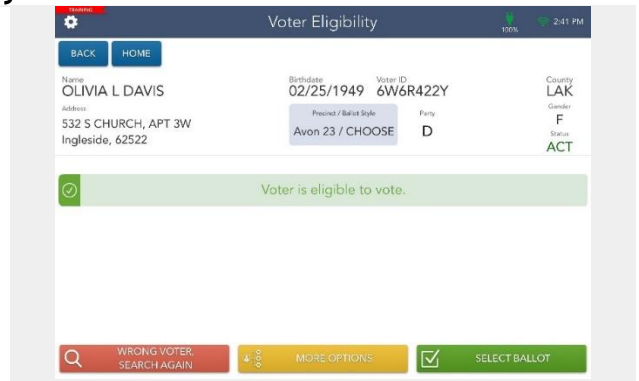 TRAINING
Voter Eligibility
100%
2:41 PM
BACK HOME
Name Birthdate Voter ID County
OLIVIA L DAVIS 02/25/1949 6W6R422Y LAK
Address Precinct / Ballot Style Party Gender
532 S CHURCH, APT 3W Avon 23 / CHOOSE D F
Ingleside, 62522 Status
ACT
Voter is eligible to vote.
WRONG VOTER, MORE OPTIONS SELECT BALLOT
SEARCH AGAIN